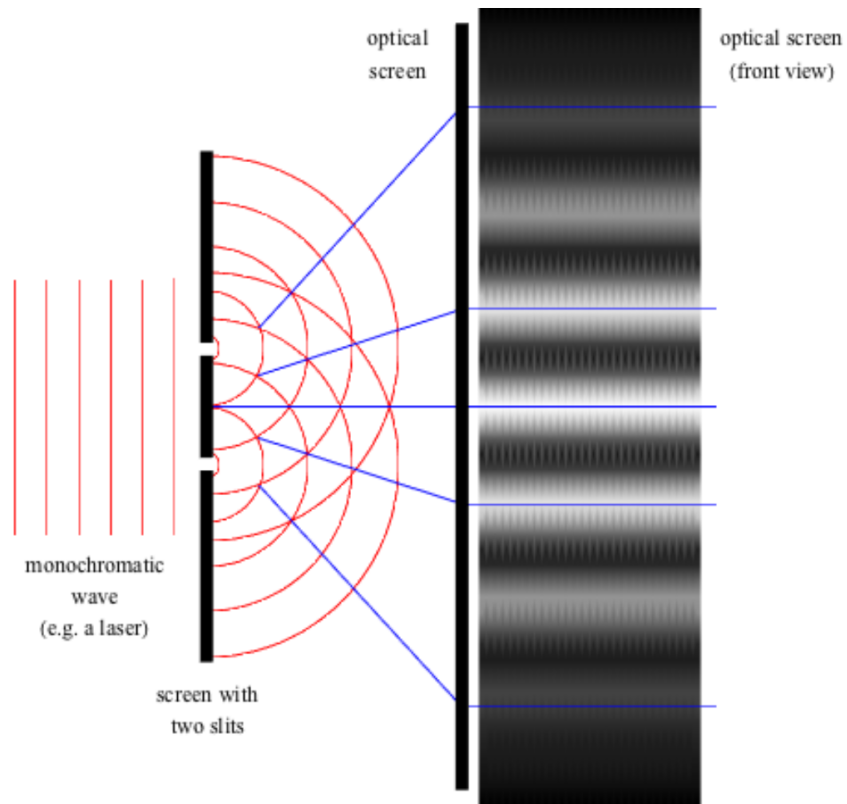 optical
screen
optical screen
(front view)
monochromatic
wave
(e.g. a laser)
screen with
two slits